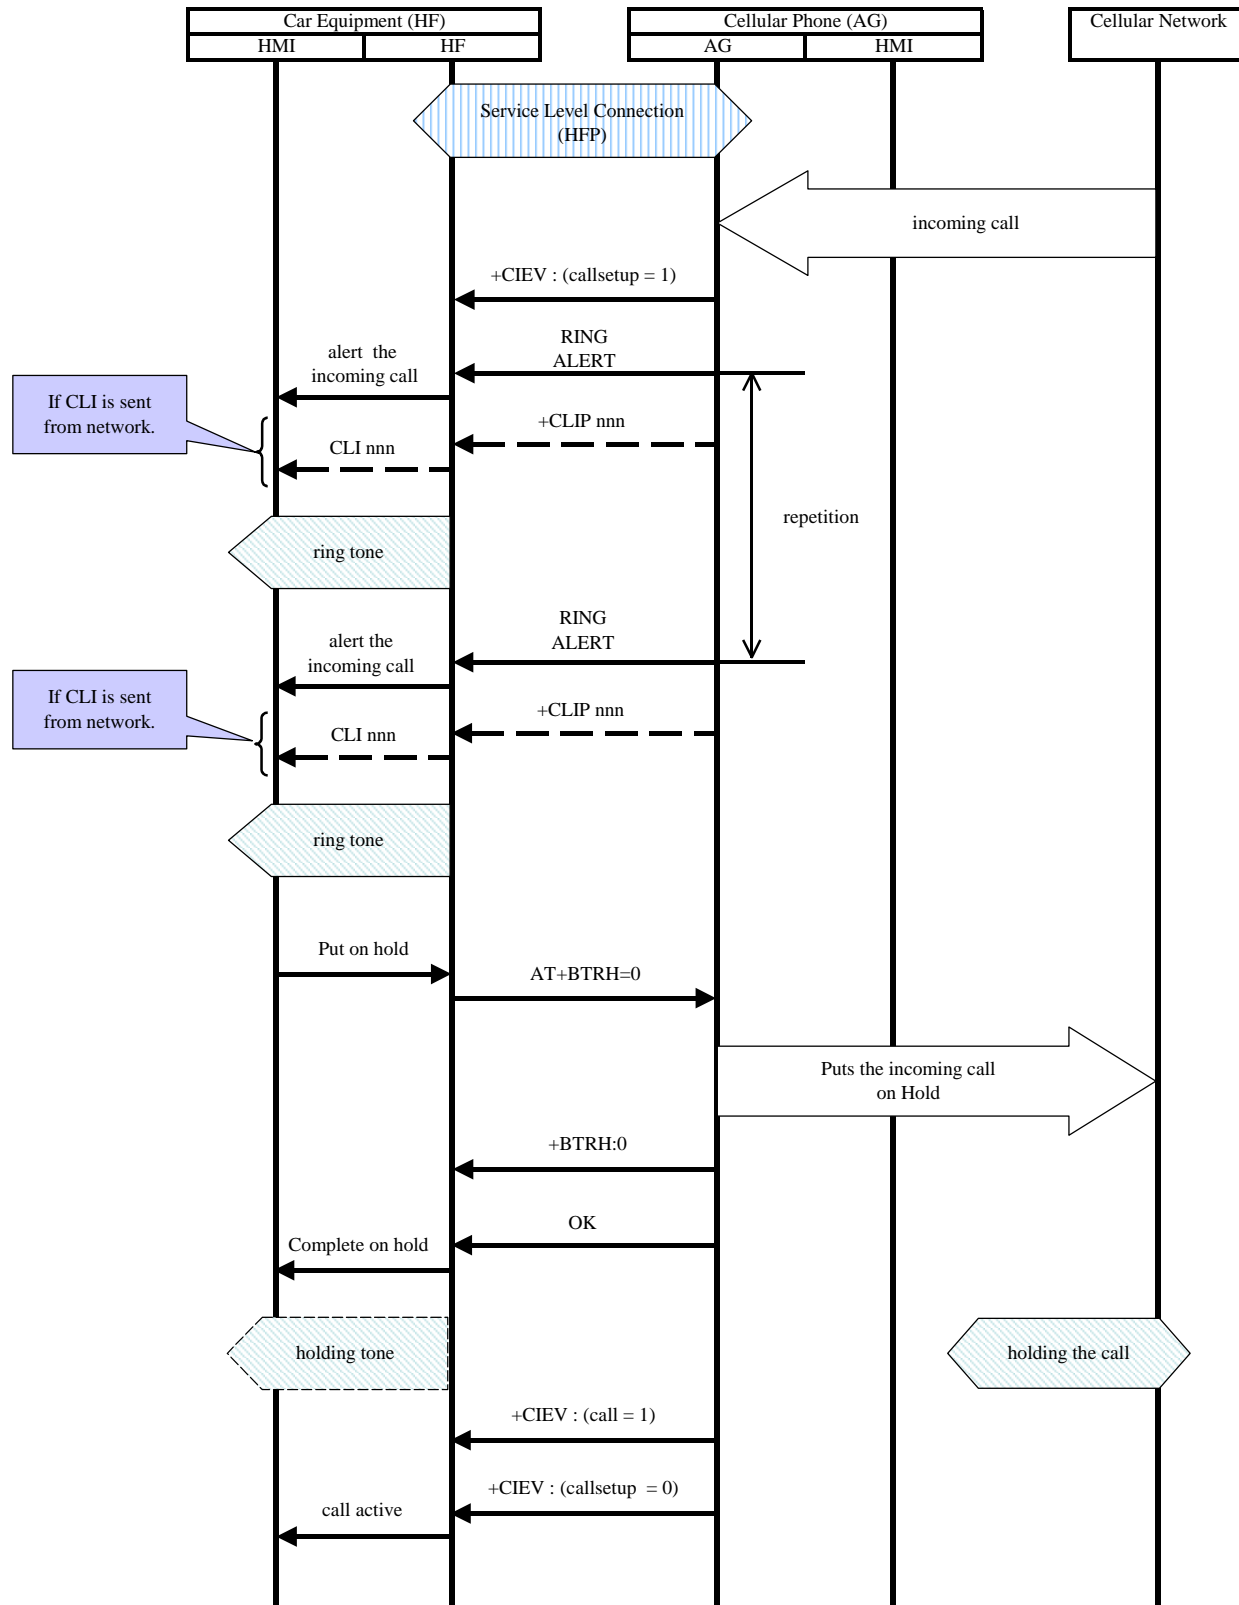 Car Equipment (HF)
Cellular Phone (AG)
Cellular Network
HMI
HF
AG
HMI
Service Level Connection
(HFP)
incoming call
+CIEV : (callsetup = 1)
RING
ALERT
alert the
incoming call
If CLI is sent
from network.
+CLIP nnn
CLI nnn
repetition
ring tone
RING
ALERT
alert the
incoming call
If CLI is sent
from network.
+CLIP nnn
CLI nnn
ring tone
Put on hold
AT+BTRH=0
Puts the incoming call
on Hold
+BTRH:0
OK
Complete on hold
holding tone
holding the call
+CIEV : (call = 1)
+CIEV : (callsetup = 0)
call active